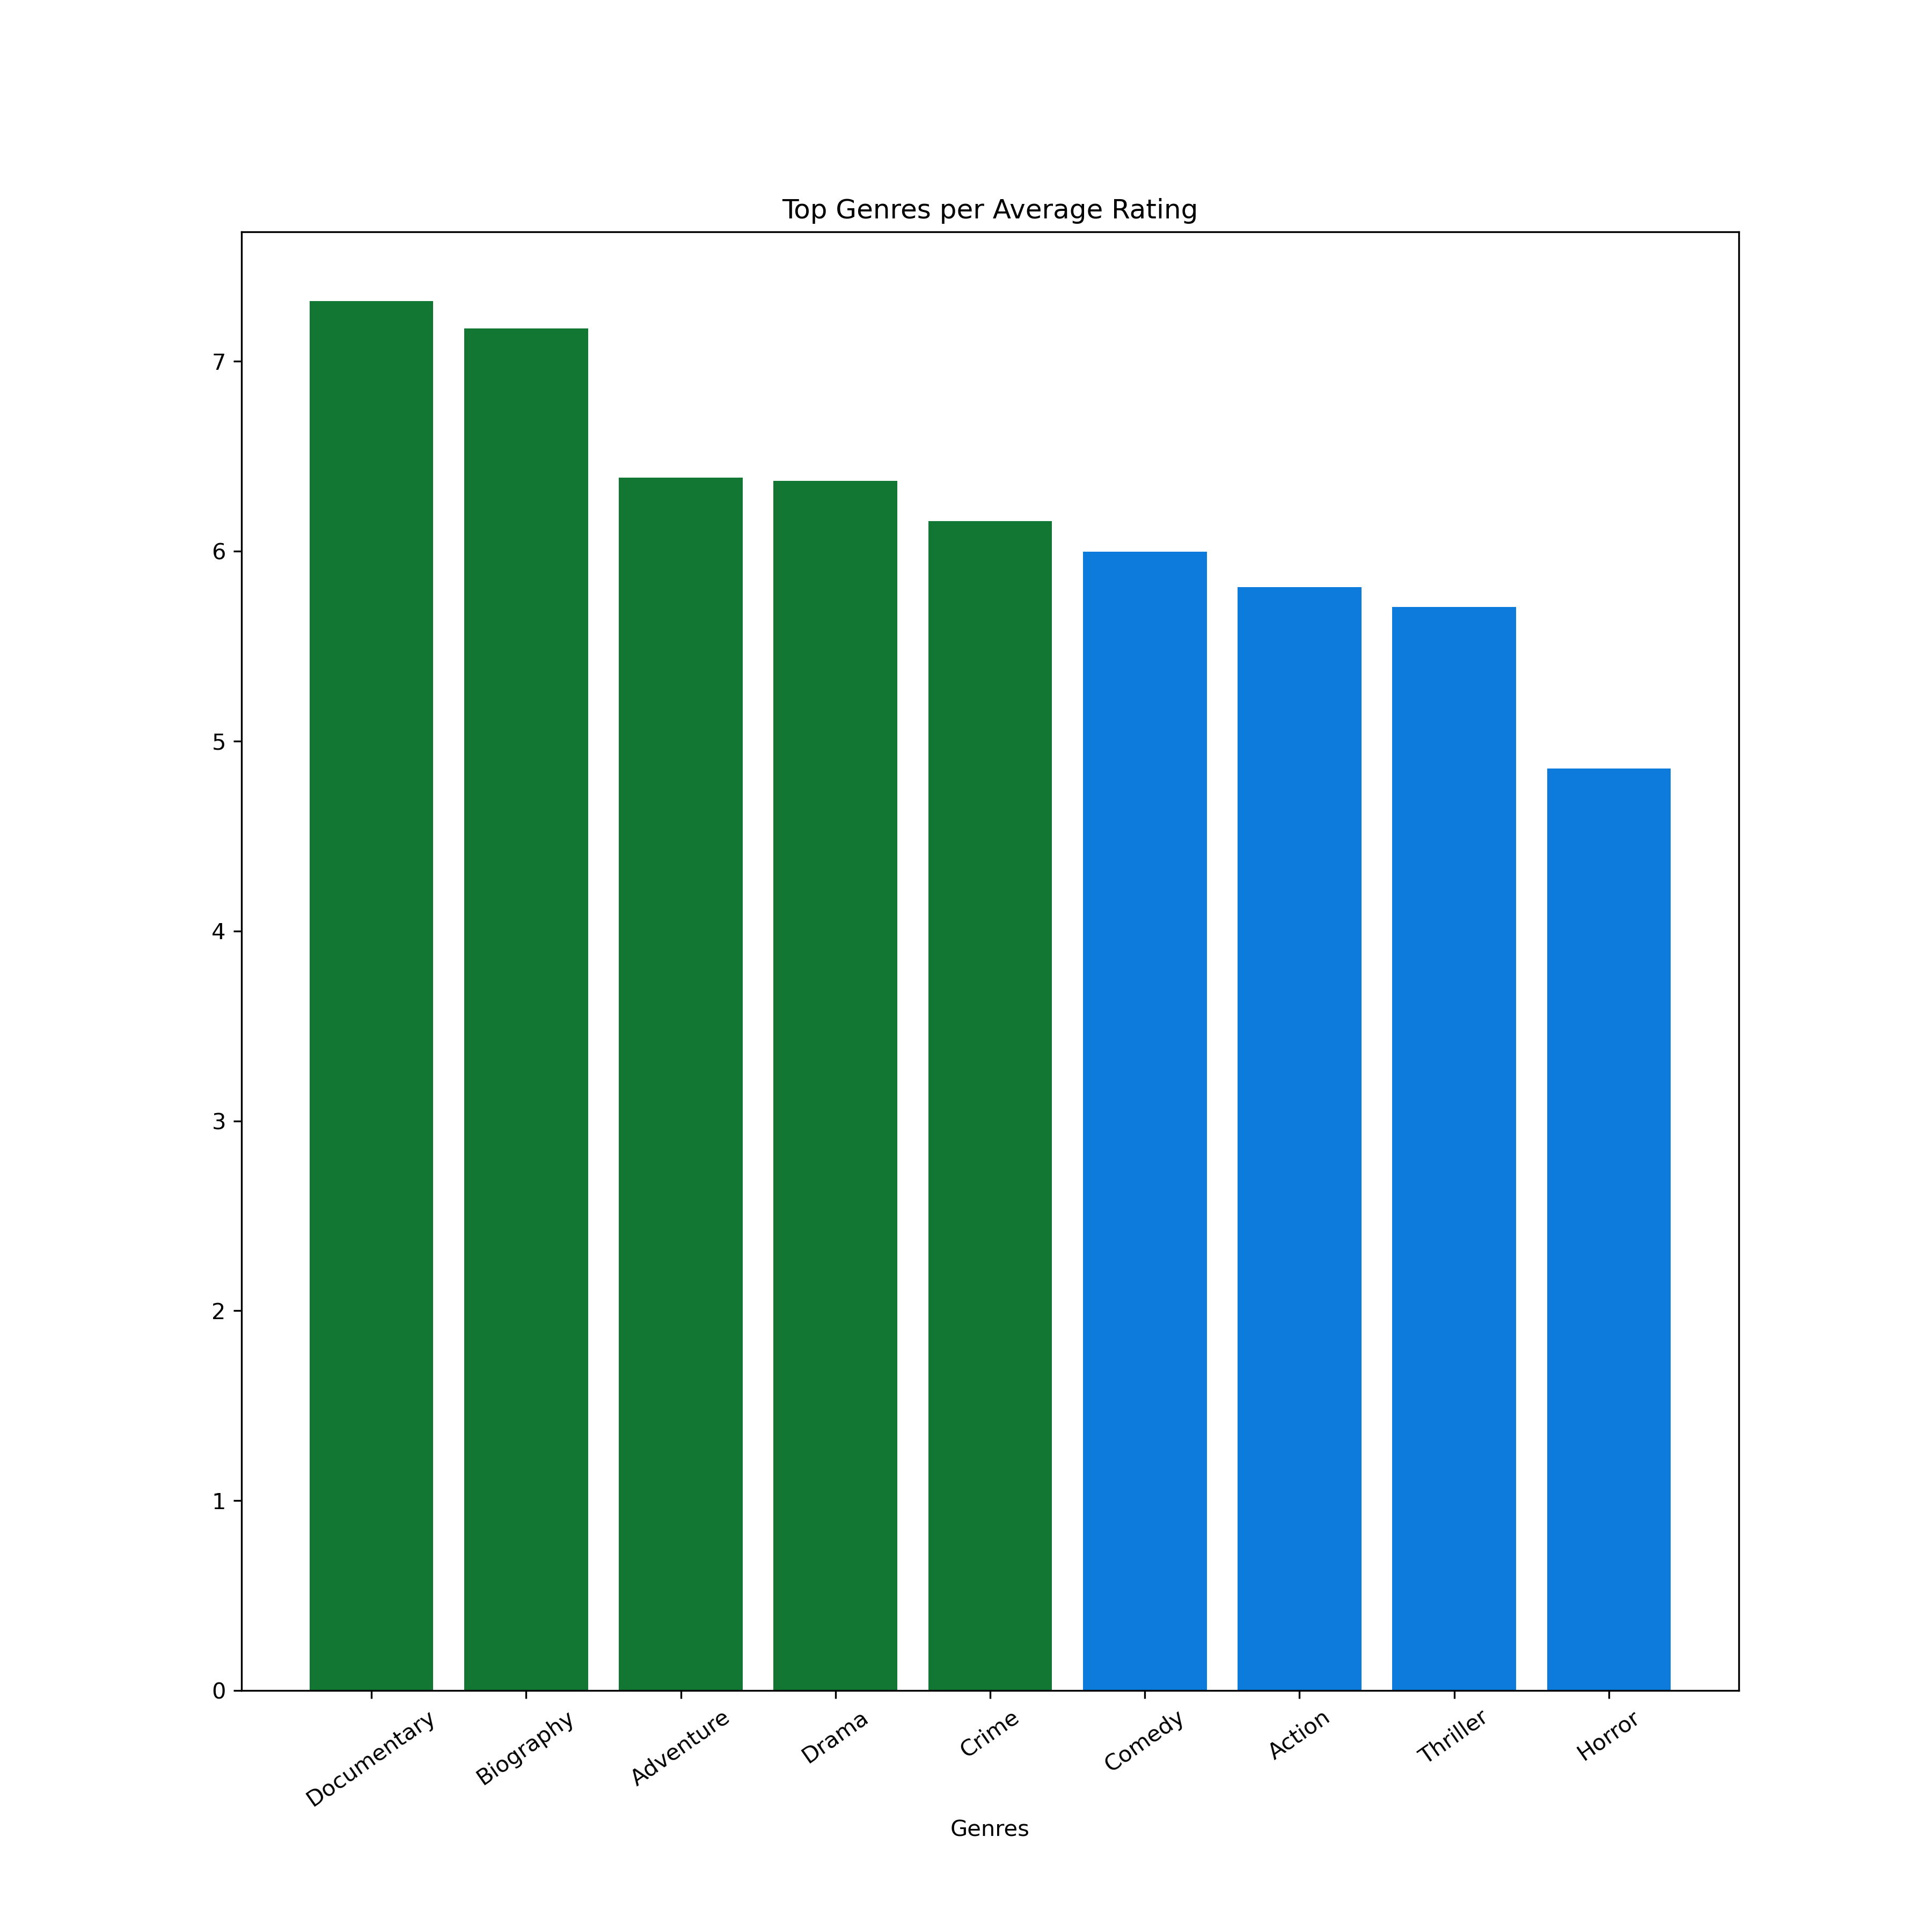 Top Genres per Average Rating
7
6
5
4
3
2
1
0
Documentary
Biography
Adventure
Drama
Crime
Comedy
Action
Thriller
Horror
Genres